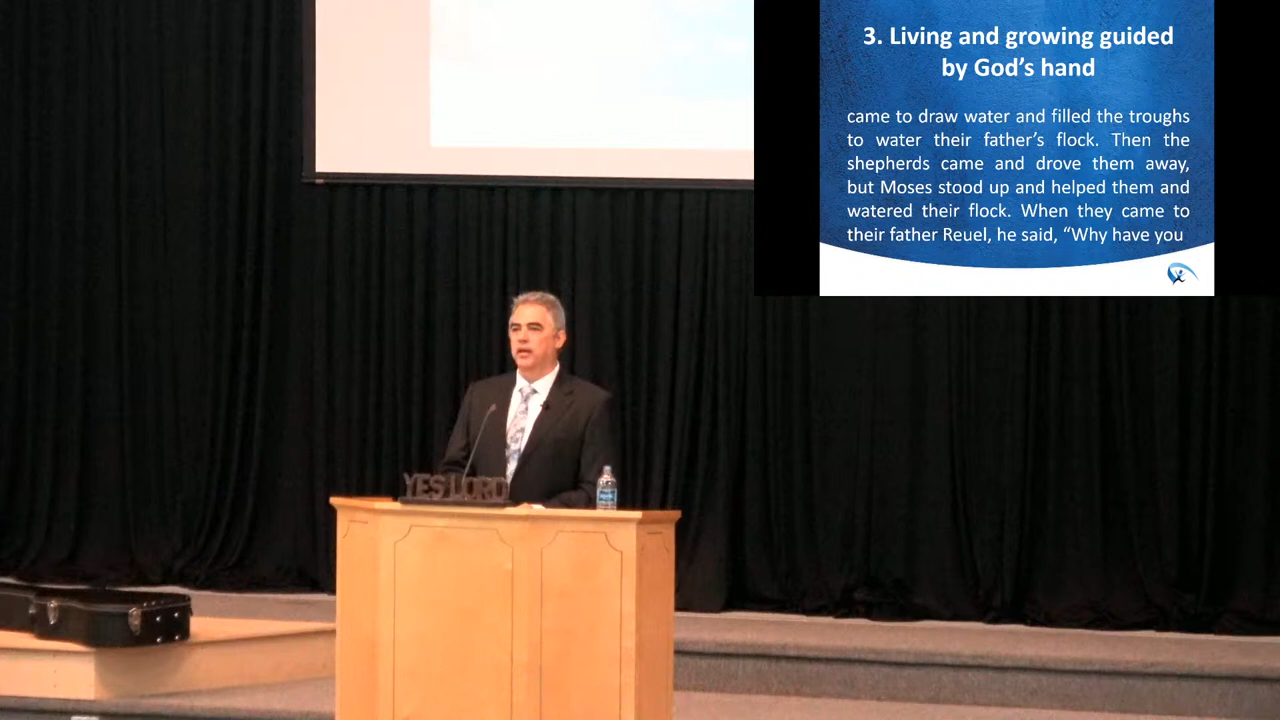 3. Living and growing guided
by God’s hand
came to draw water and filled the troughs
to water their father’s flock. Then the
shepherds came and drove them away,
but Moses stood up and helped them and
watered their flock. When they came to
their father Reuel, he said, “Why have you
YES LORD